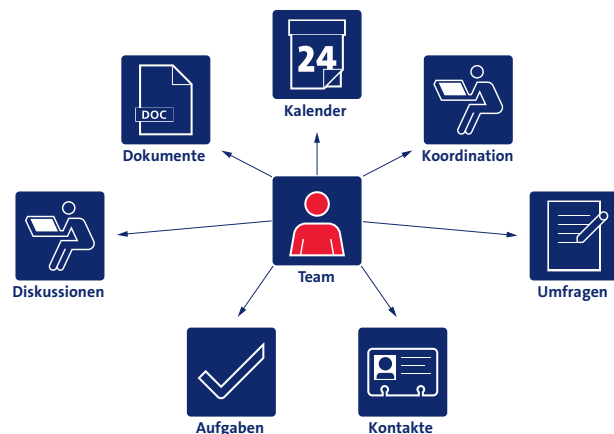 24
Kalender
DOC
Dokumente
Koordination
Team
Diskussionen
Umfragen
Aufgaben
Kontakte